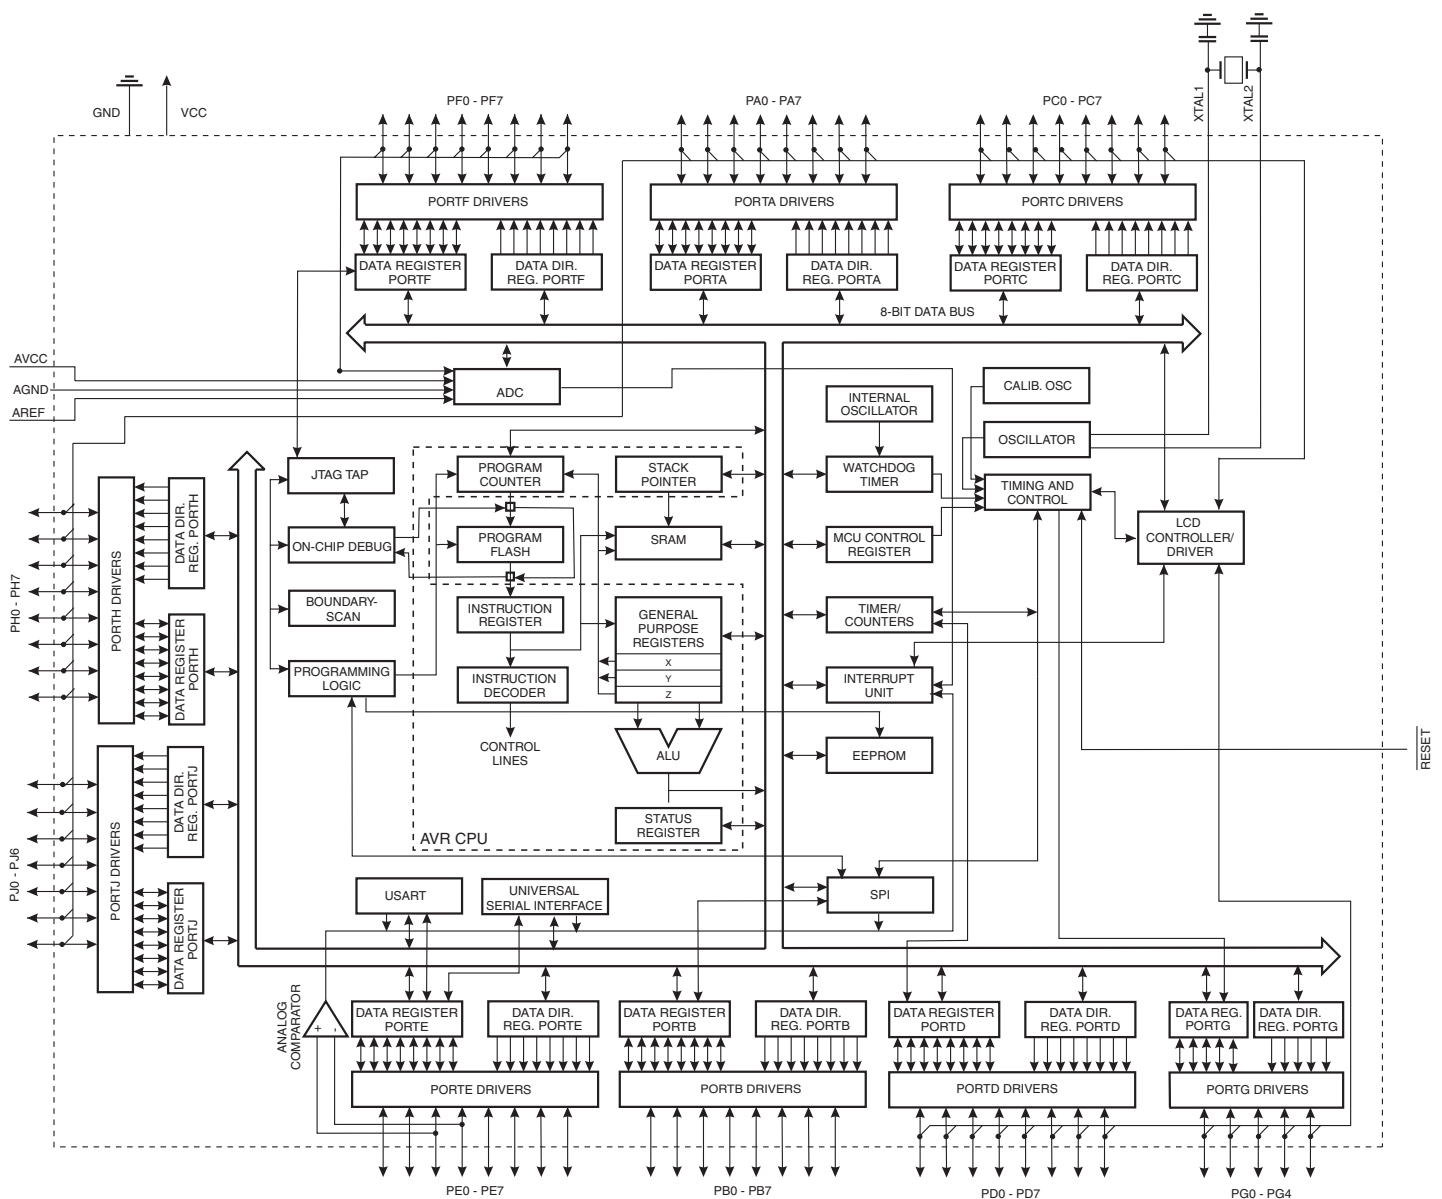 XTAL1
XTAL2
GND
VCC
PF0 - PF7
PA0 - PA7
PC0 - PC7
PORTF DRIVERS
PORTA DRIVERS
PORTC DRIVERS
DATA REGISTER
PORTF
DATA DIR.
REG. PORTF
DATA REGISTER
PORTA
DATA DIR.
REG. PORTA
DATA REGISTER
PORTC
DATA DIR.
REG. PORTC
8-BIT DATA BUS
AVCC
AGND
AREF
ADC
INTERNAL
OSCILLATOR
CALIB. OSC
OSCILLATOR
JTAG TAP
PROGRAM
COUNTER
STACK
POINTER
WATCHDOG
TIMER
TIMING AND
CONTROL
LCD
CONTROLLER/
DRIVER
ON-CHIP DEBUG
PROGRAM
FLASH
SRAM
MCU CONTROL
REGISTER
BOUNDARY-
SCAN
INSTRUCTION
REGISTER
GENERAL
PURPOSE
REGISTERS
X
Y
Z
TIMER/
COUNTERS
PROGRAMMING
LOGIC
INSTRUCTION
DECODER
INTERRUPT
UNIT
CONTROL
LINES
ALU
EEPROM
RESET
STATUS
REGISTER
AVR CPU
PH0 - PH7
PORTH DRIVERS
DATA DIR.
REG. PORTH
DATA REGISTER
PORTH
PJ0 - PJ6
PORTJ DRIVERS
DATA DIR.
REG. PORTJ
DATA REGISTER
PORTJ
USART
UNIVERSAL
SERIAL INTERFACE
SPI
ANALOG
COMPARATOR
+
-
DATA REGISTER
PORTE
DATA DIR.
REG. PORTE
DATA REGISTER
PORTB
DATA DIR.
REG. PORTB
DATA REGISTER
PORTD
DATA DIR.
REG. PORTD
DATA REG.
PORTG
DATA DIR.
REG. PORTG
PORTE DRIVERS
PORTB DRIVERS
PORTD DRIVERS
PORTG DRIVERS
PE0 - PE7
PB0 - PB7
PD0 - PD7
PG0 - PG4